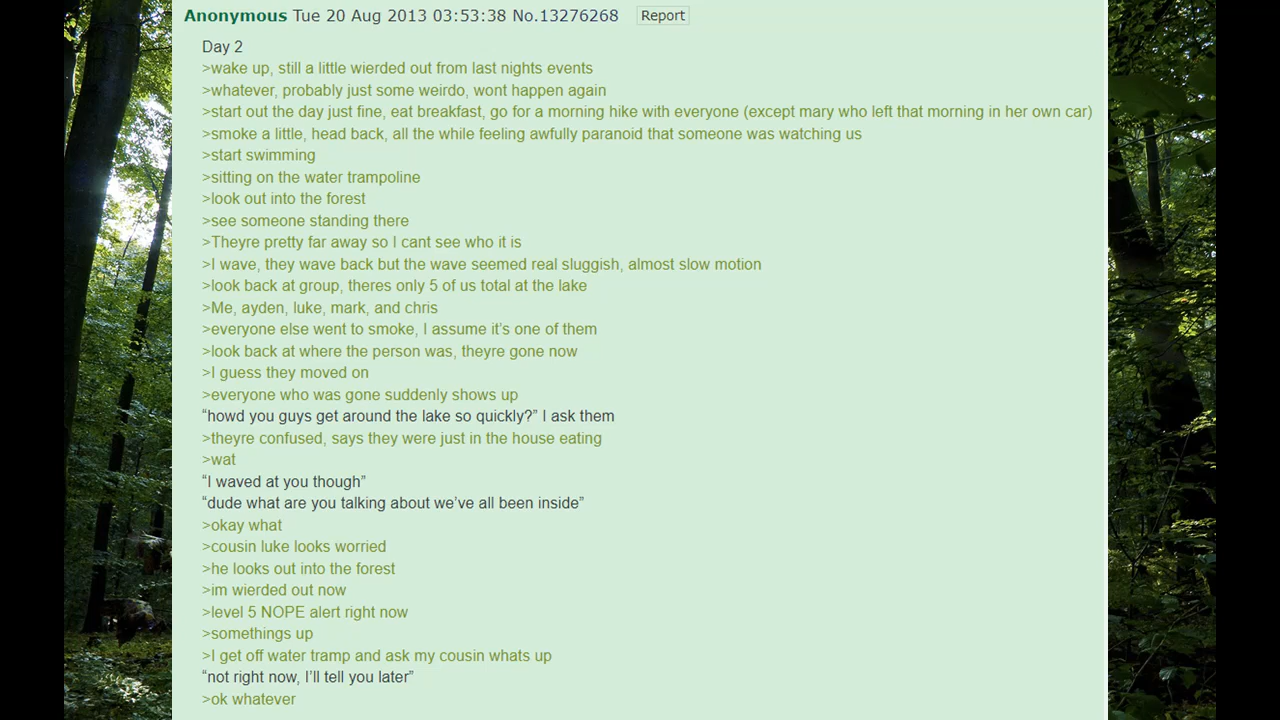 Anonymous Tue 20 Aug 2013 03:53:38 No.13276268 Report
Day 2
>wake up, still a little wierded out from last nights events
>whatever, probably just some weirdo, wont happen again
>start out the day just fine, eat breakfast, go for a morning hike with everyone (except mary who left that morning in her own car)
>smoke a little, head back, all the while feeling awfully paranoid that someone was watching us
>start swimming
>sitting on the water trampoline
>look out into the forest
>see someone standing there
>Theyre pretty far away so I cant see who it is
>I wave, they wave back but the wave seemed real sluggish, almost slow motion
>look back at group, theres only 5 of us total at the lake
>Me, ayden, luke, mark, and chris
>everyone else went to smoke, I assume it’s one of them
>look back at where the person was, theyre gone now
>I guess they moved on
>everyone who was gone suddenly shows up
“howd you guys get around the lake so quickly?” I ask them
>theyre confused, says they were just in the house eating
>wat
“I waved at you though”
“dude what are you talking about we’ve all been inside”
>okay what
>cousin luke looks worried
>he looks out into the forest
>im wierded out now
>level 5 NOPE alert right now
>somethings up
>I get off water tramp and ask my cousin whats up
“not right now, I’ll tell you later”
>ok whatever